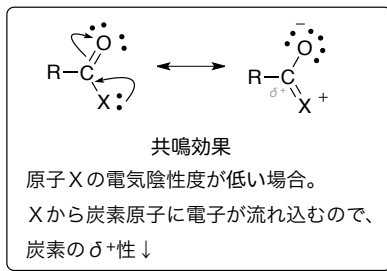 O
R
C
X
−
O
R
C
δ+
X
+
共鳴効果
原子Xの電気陰性度が低い場合。
Xから炭素原子に電子が流れ込むので、
炭素のδ⁺性↓